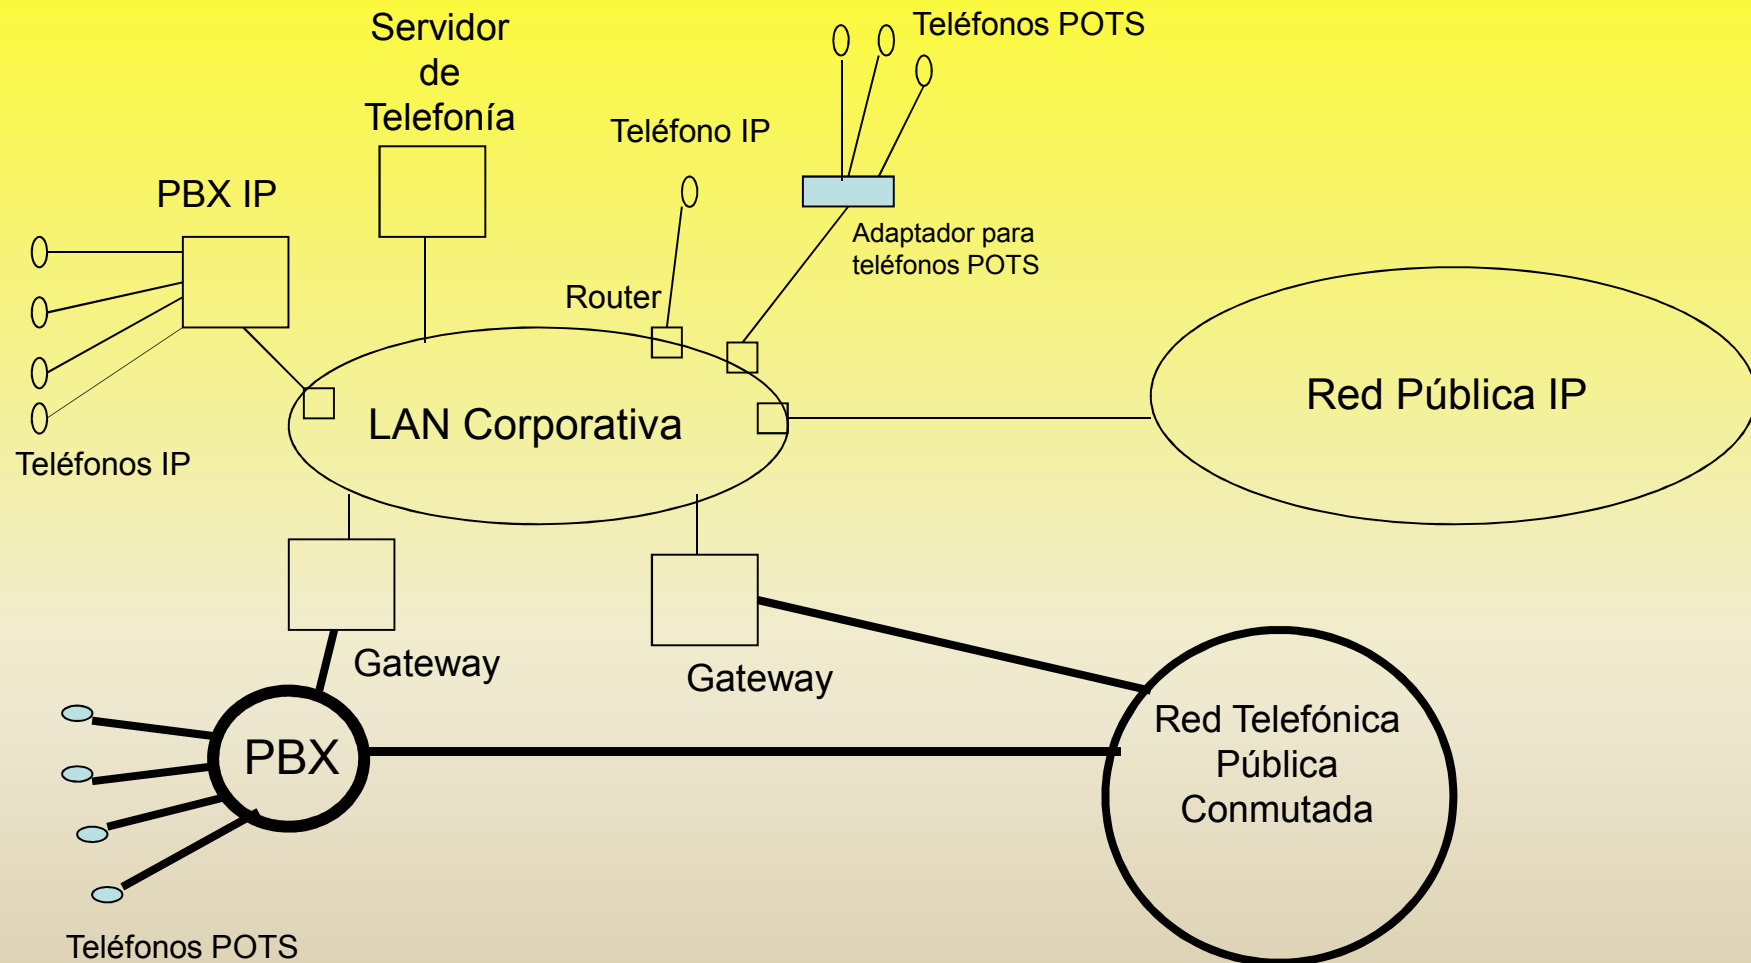 Servidor
de
Telefonía
Teléfonos POTS
Teléfono IP
PBX IP
Adaptador para
teléfonos POTS
Router
Red Pública IP
LAN Corporativa
Teléfonos IP
Gateway
Gateway
Red Telefónica
Pública
Conmutada
PBX
Teléfonos POTS